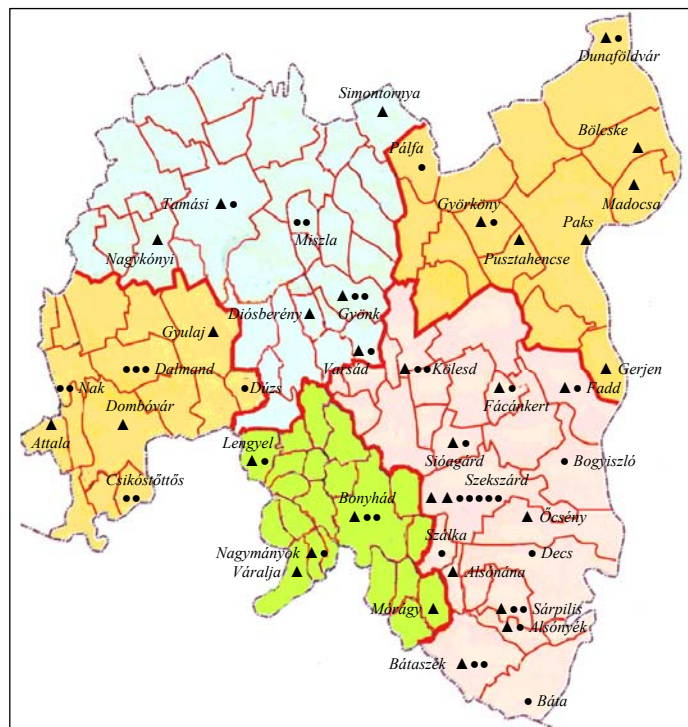 Dunaföldvár
Simontornya
Bölcske
Pálfa
Madocsa
Tamási
Györköny
Paks
Miszla
Nagykónyi
Pusztahencse
Diósberény
Gyönk
Gyulaj
Varsád
Kölesd
Gerjen
Dalmand
Nak
Dúzs
Fácánkert
Fadd
Dombóvár
Attala
Lengyel
Sióagárd
Bogyiszló
Csikóstőttős
Bonyhád
Szekszárd
Őcsény
Szálka
Decs
Nagymányok
Váralja
Alsónána
Mórágy
Sárpilis
Alsónyék
Bátaszék
Báta